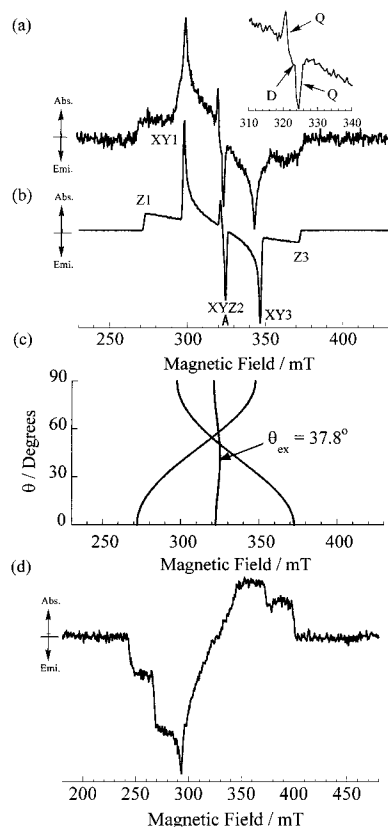 (a)
Abs.
Emi.
Q
D
Q
310 320 330 340
XY1
(b)
Abs.
Emi.
Z1
Z3
XYZ2
XY3
300 400
Magnetic Field / mT
(c)
θ / Degrees
90
60
30
0
θex = 37.8°
250 300 350 400
Magnetic Field / mT
(d)
Abs.
Emi.
200 250 300 350 400 450
Magnetic Field / mT